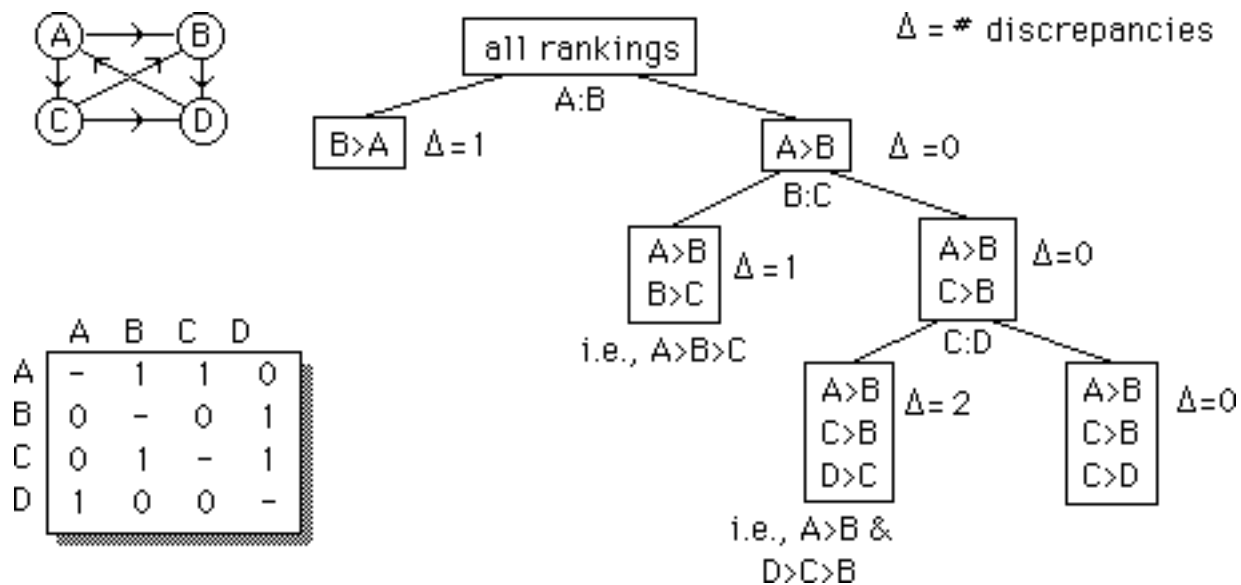 A B
C D
Δ = # discrepancies
all rankings
A:B
B>A Δ=1
A>B Δ=0
B:C
A>B
B>C
Δ=1
i.e., A>B>C
A>B
C>B
Δ=0
C:D
A>B
C>B
D>C
Δ=2
i.e., A>B &
D>C>B
A>B
C>B
C>D
Δ=0
A B C D
A - 1 1 0
B 0 - 0 1
C 0 1 - 1
D 1 0 0 -